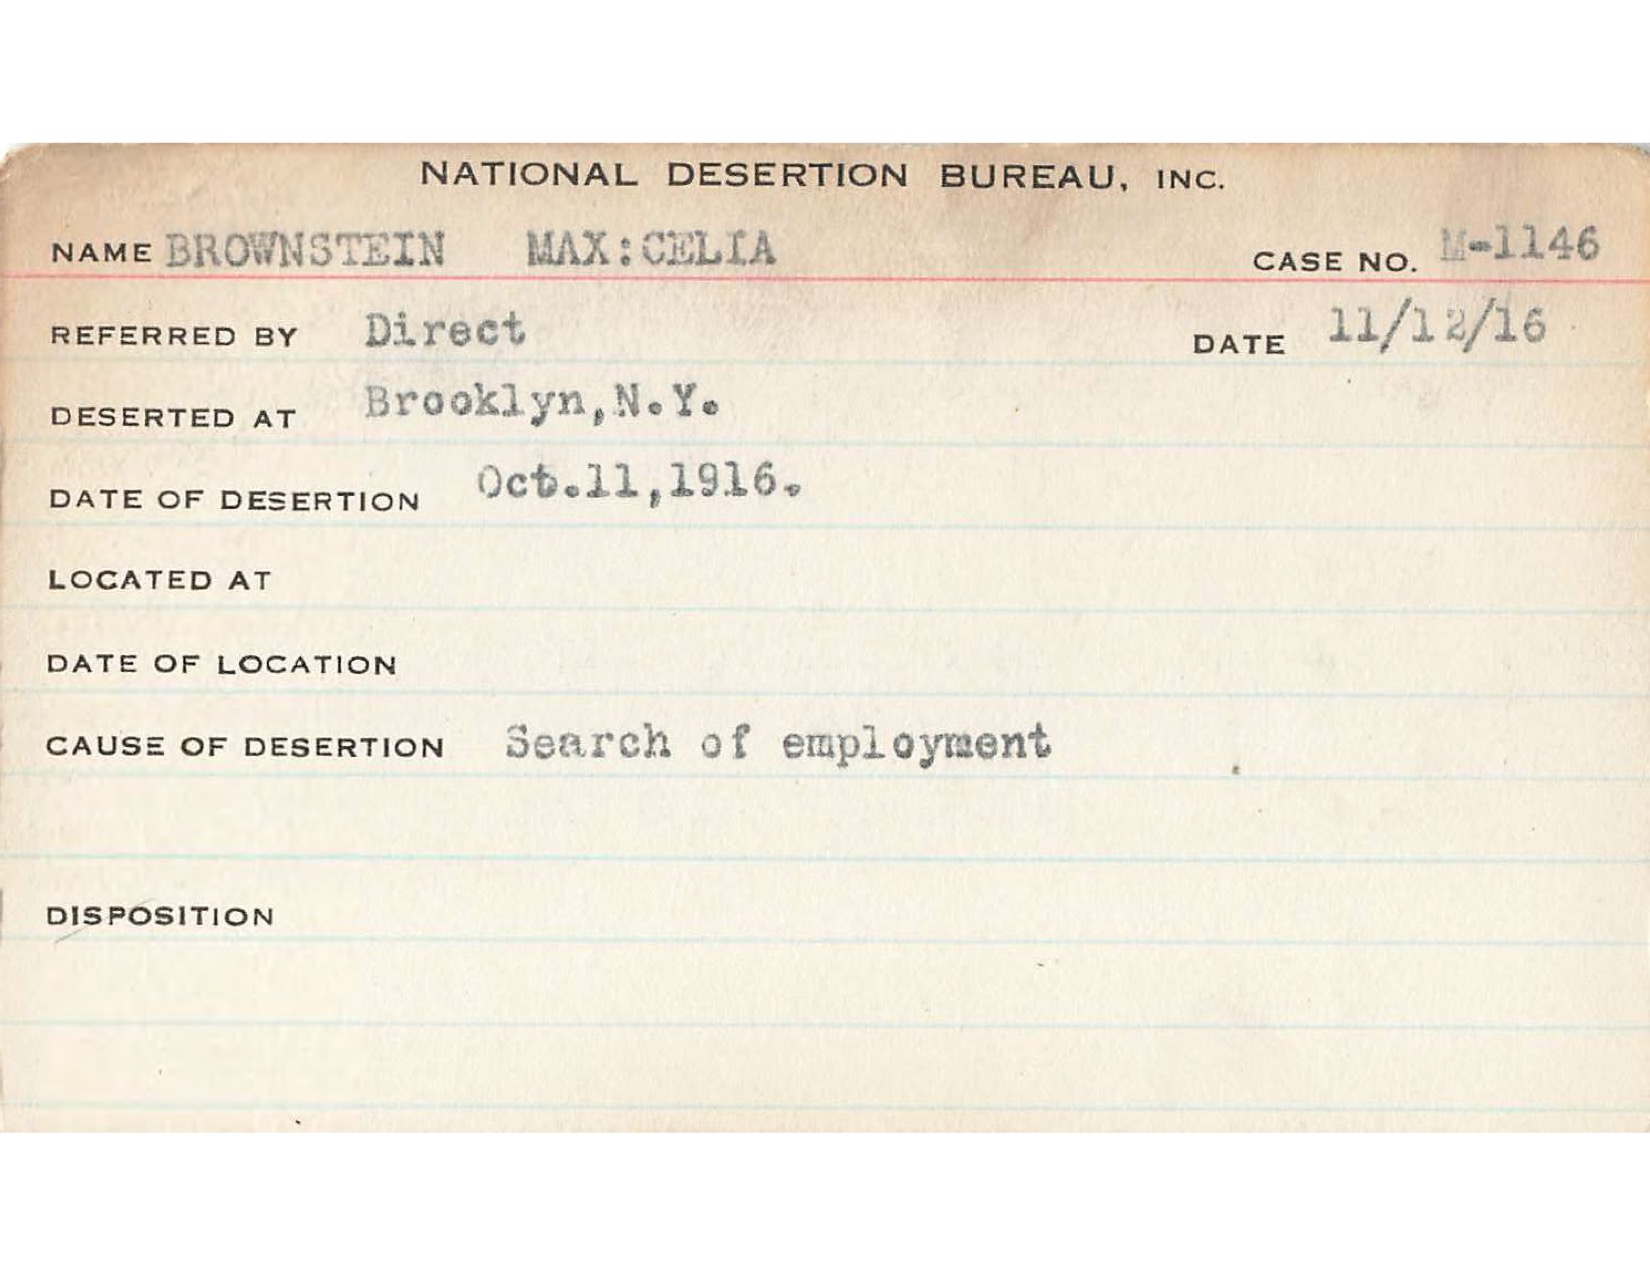 NATIONAL DESERTION BUREAU, INC.
NAME BROWNSTEIN MAX:CELIA CASE NO. M-1146
REFERRED BY Direct DATE 11/12/16
DESERTED AT Brooklyn,N.Y.
DATE OF DESERTION Oct.11,1916.
LOCATED AT
DATE OF LOCATION
CAUSE OF DESERTION Search of employment
DISPOSITION